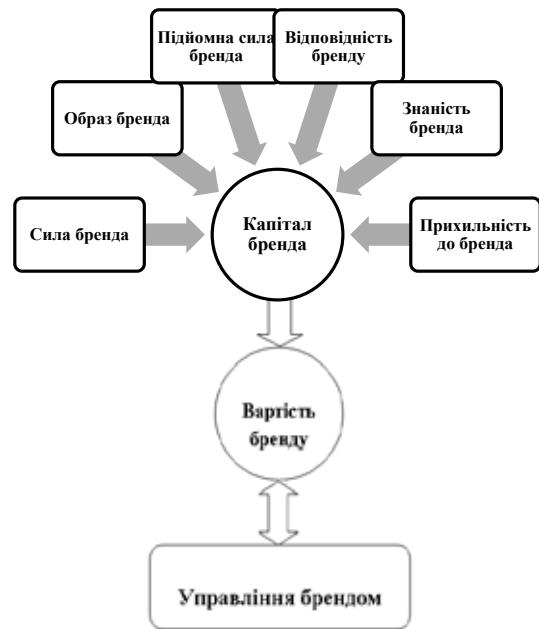 Підйомна сила
бренда
Відповідність
бренду
Образ бренда
Знаність
бренда
Сила бренда
Капітал
бренда
Прихильність
до бренда
Вартість
бренду
Управління брендом